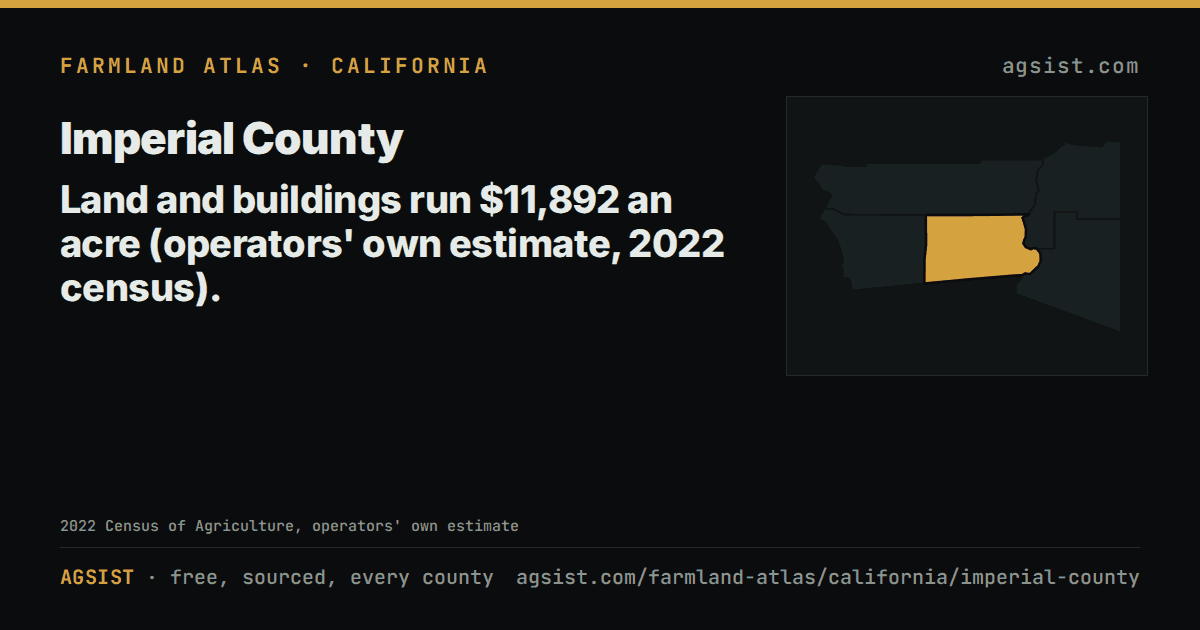 FARMLAND ATLAS · CALIFORNIA
agsist.com
Imperial County
Land and buildings run $11,892 an
acre (operators' own estimate, 2022
census).
2022 Census of Agriculture, operators' own estimate
AGSIST · free, sourced, every county
agsist.com/farmland-atlas/california/imperial-county